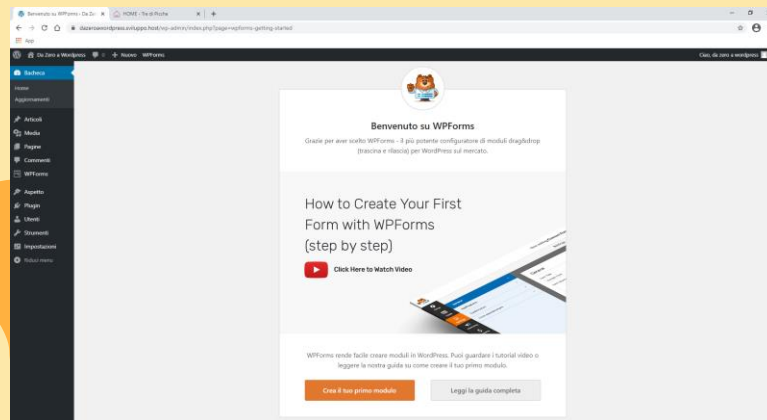 Benvenuto su WPForms - Da Ze
HOME - Tre di Picche
dazeroawordpress.sviluppo.host/wp-admin/index.php?page=wpforms-getting-started
App
Da Zero a Wordpress 0 Nuovo WPForms
Ciao, da zero a wordpress
Bacheca
Home
Aggiornamenti
Articoli
Media
Pagine
Commenti
WPForms
Aspetto
Plugin
Utenti
Strumenti
Impostazioni
Riduci menu
Benvenuto su WPForms
Grazie per aver scelto WPForms - il più potente configuratore di moduli drag&drop
(trascina e rilascia) per WordPress sul mercato.
How to Create Your First
Form with WPForms
(step by step)
Click Here to Watch Video
WPForms rende facile creare moduli in WordPress. Puoi guardare i tutorial video o
leggere la nostra guida su come creare il tuo primo modulo.
Crea il tuo primo modulo
Leggi la guida completa